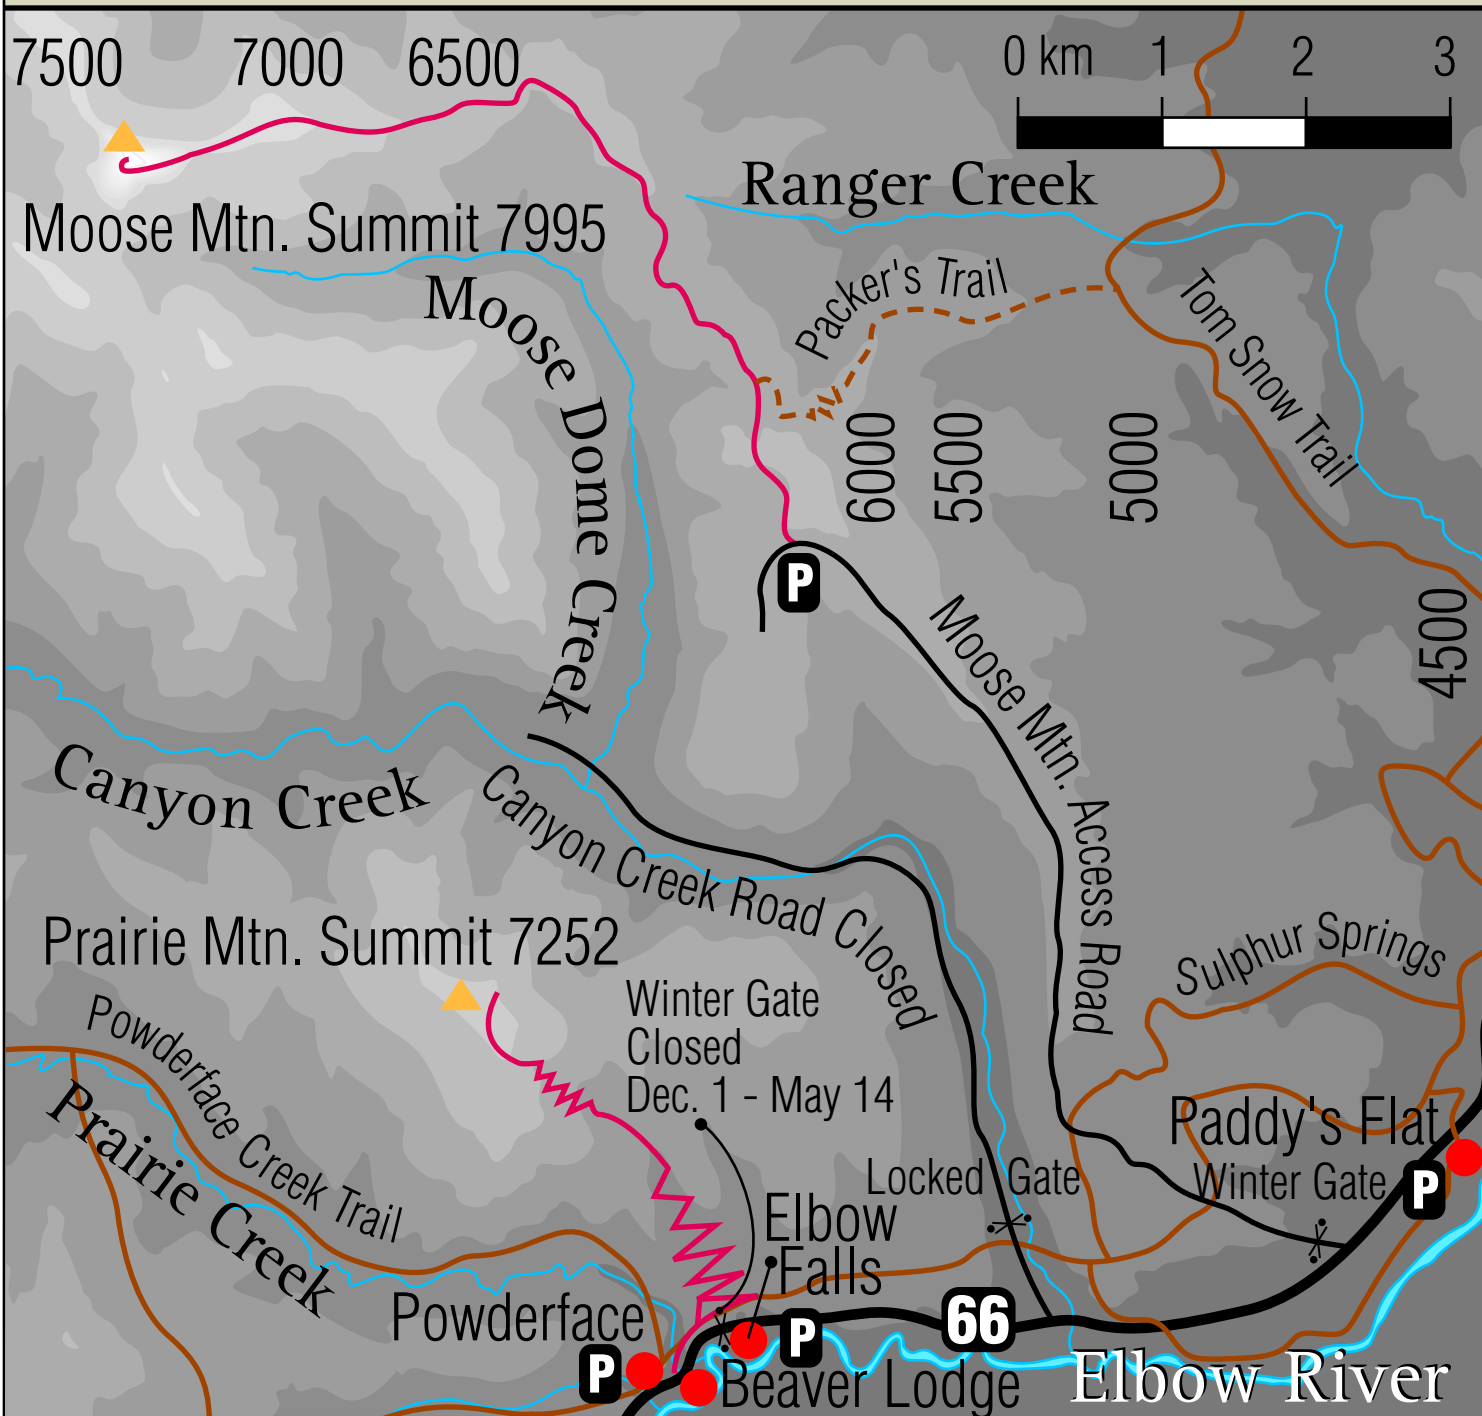 7500 7000 6500
0 km 1 2 3
Ranger Creek
Moose Mtn. Summit 7995
Packer's Trail
Tom Snow Trail
Moose Dome Creek
6000
5500
5000
4500
P
Moose Mtn. Access Road
Canyon Creek
Canyon Creek Road Closed
Prairie Mtn. Summit 7252
Sulphur Springs
Winter Gate
Closed
Dec. 1 - May 14
Powderface Creek Trail
Prairie Creek
Paddy's Flat
Locked Gate
Winter Gate
P
Elbow
Falls
Powderface
66
P
P
Beaver Lodge
Elbow River